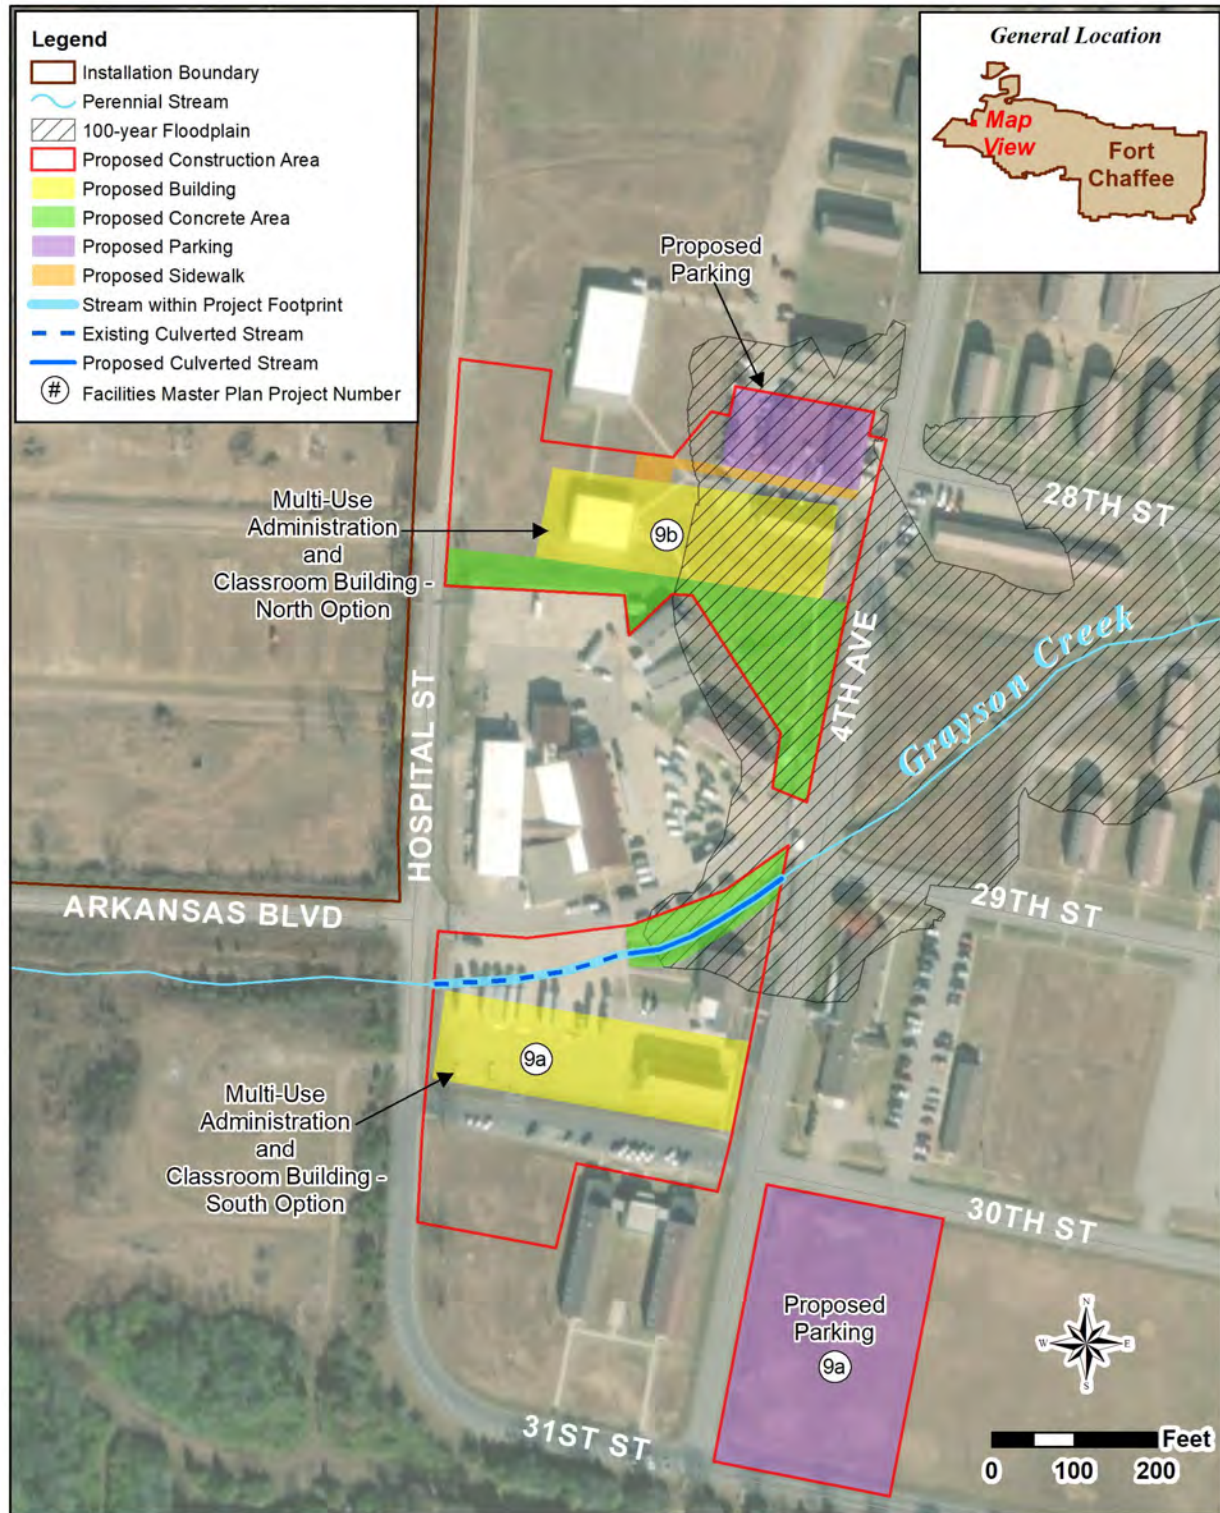 Legend
Installation Boundary
Perennial Stream
100-year Floodplain
Proposed Construction Area
Proposed Building
Proposed Concrete Area
Proposed Parking
Proposed Sidewalk
Stream within Project Footprint
Existing Culverted Stream
Proposed Culverted Stream
# Facilities Master Plan Project Number
General Location
Map
View
Fort
Chaffee
Proposed
Parking
28TH ST
Multi-Use
Administration
and
Classroom Building -
North Option
9b
4TH AVE
Grayson Creek
HOSPITAL ST
ARKANSAS BLVD
29TH ST
9a
Multi-Use
Administration
and
Classroom Building -
South Option
30TH ST
Proposed
Parking
9a
N
W E
S
31ST ST
Feet
0 100 200